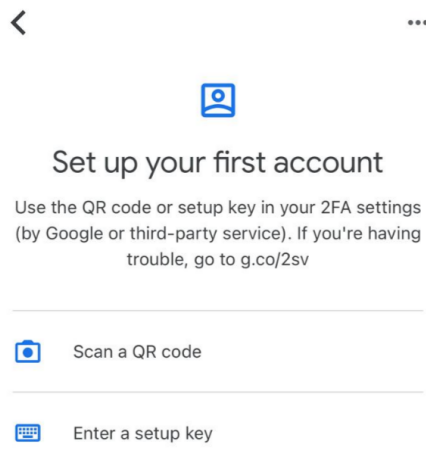 Set up your first account
Use the QR code or setup key in your 2FA settings
(by Google or third-party service). If you're having
trouble, go to g.co/2sv
Scan a QR code
Enter a setup key